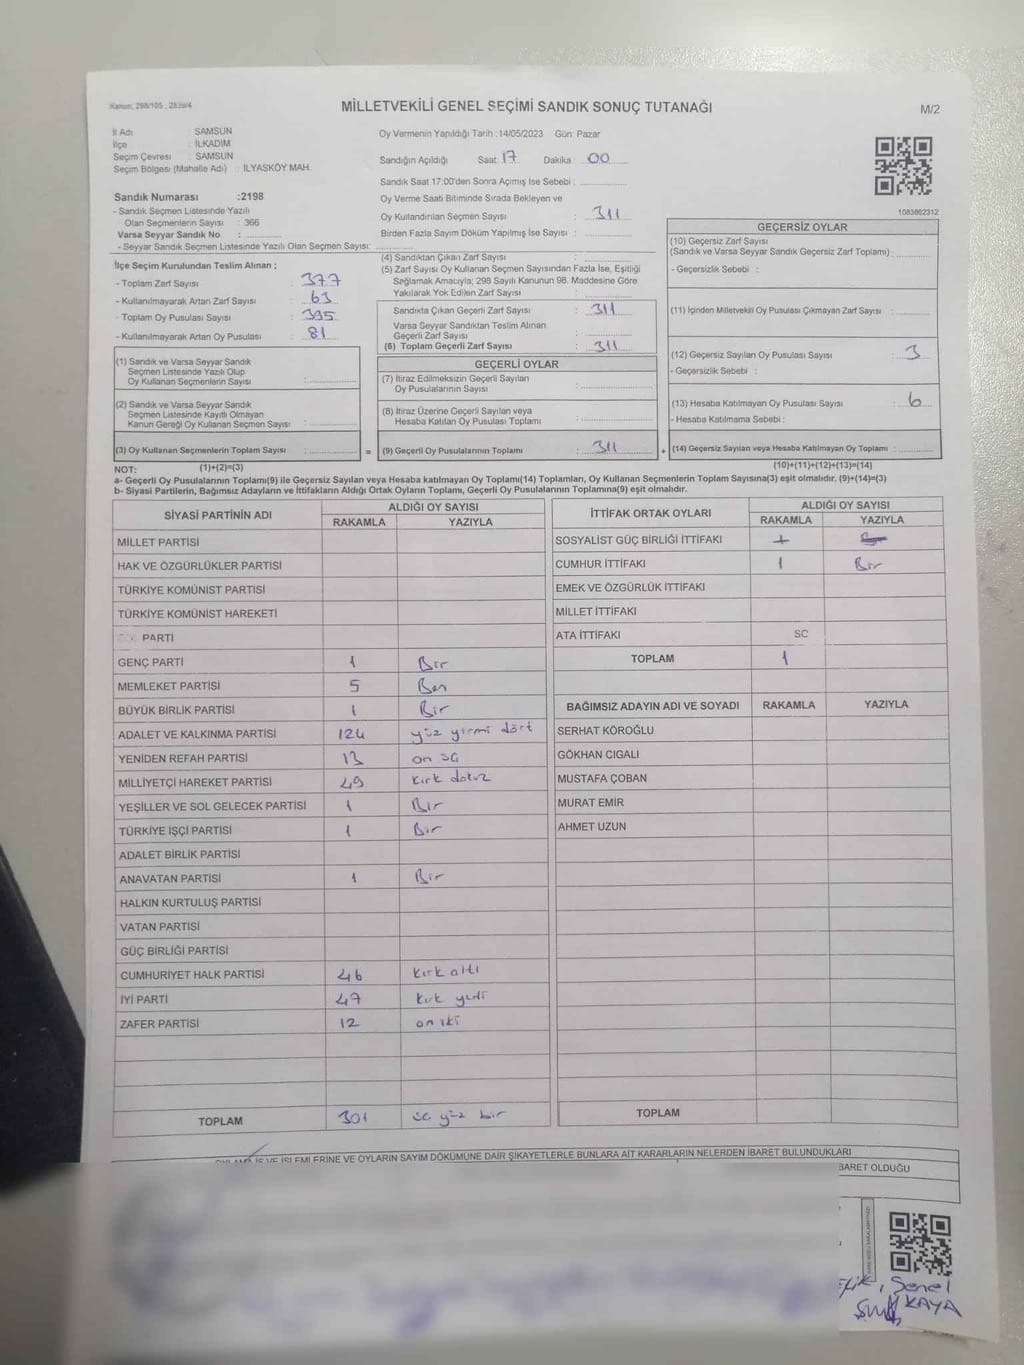 Kanun: 298/105, 2839/4
MİLLETVEKİLİ GENEL SEÇİMİ SANDIK SONUÇ TUTANAĞI
M/2
İl Adı : SAMSUN
İlçe : İLKADIM
Seçim Çevresi : SAMSUN
Seçim Bölgesi (Mahalle Adı) : İLYASKÖY MAH.
Sandık Numarası :2198
- Sandık Seçmen Listesinde Yazılı
Olan Seçmenlerin Sayısı : 366
Varsa Seyyar Sandık No :
- Seyyar Sandık Seçmen Listesinde Yazılı Olan Seçmen Sayısı:
Oy Vermenin Yapıldığı Tarih :14/05/2023 Gün: Pazar
Sandığın Açıldığı Saat 17 Dakika 00
Sandık Saat 17:00'den Sonra Açımış İse Sebebi :
Oy Verme Saati Bitiminde Sırada Bekleyen ve
Oy Kullandırılan Seçmen Sayısı : 311
Birden Fazla Sayım Döküm Yapılmış İse Sayısı :
1083802312
İlçe Seçim Kurulundan Teslim Alınan ;
- Toplam Zarf Sayısı : 377
- Kullanılmayarak Artan Zarf Sayısı : 63
- Toplam Oy Pusulası Sayısı : 395
- Kullanılmayarak Artan Oy Pusulası : 81
(1) Sandık ve Varsa Seyyar Sandık
Seçmen Listesinde Yazılı Olup
Oy Kullanan Seçmenlerin Sayısı :
(2) Sandık ve Varsa Seyyar Sandık
Seçmen Listesinde Kayıtlı Olmayan
Kanun Gereği Oy Kullanan Seçmen Sayısı :
(3) Oy Kullanan Seçmenlerin Toplam Sayısı :
(1)+(2)=(3)
(4) Sandıktan Çıkan Zarf Sayısı :
(5) Zarf Sayısı Oy Kullanan Seçmen Sayısından Fazla İse, Eşitliği
Sağlamak Amacıyla; 298 Sayılı Kanunun 98. Maddesine Göre
Yakılarak Yok Edilen Zarf Sayısı :
Sandıkta Çıkan Geçerli Zarf Sayısı : 311
Varsa Seyyar Sandıktan Teslim Alınan
Geçerli Zarf Sayısı :
(6) Toplam Geçerli Zarf Sayısı : 311
GEÇERLİ OYLAR
(7) İtiraz Edilmeksizin Geçerli Sayılan
Oy Pusulalarının Sayısı :
(8) İtiraz Üzerine Geçerli Sayılan veya
Hesaba Katılan Oy Pusulası Toplamı :
= (9) Geçerli Oy Pusulalarının Toplamı : 311 +
GEÇERSİZ OYLAR
(10) Geçersiz Zarf Sayısı
(Sandık ve Varsa Seyyar Sandık Geçersiz Zarf Toplamı) :
- Geçersizlik Sebebi :
(11) İçinden Milletvekili Oy Pusulası Çıkmayan Zarf Sayısı :
(12) Geçersiz Sayılan Oy Pusulası Sayısı : 3
- Geçersizlik Sebebi :
(13) Hesaba Katılmayan Oy Pusulası Sayısı : 6
- Hesaba Katılmama Sebebi :
(14) Geçersiz Sayılan veya Hesaba Katılmayan Oy Toplamı :
(10)+(11)+(12)+(13)=(14)
NOT:
a- Geçerli Oy Pusulalarının Toplamı(9) ile Geçersiz Sayılan veya Hesaba katılmayan Oy Toplamı(14) Toplamları, Oy Kullanan Seçmenlerin Toplam Sayısına(3) eşit olmalıdır. (9)+(14)=(3)
b- Siyasi Partilerin, Bağımsız Adayların ve İttifakların Aldığı Ortak Oyların Toplamı, Geçerli Oy Pusulalarının Toplamına(9) eşit olmalıdır.
SİYASİ PARTİNİN ADI ALDIĞI OY SAYISI
RAKAMLA YAZIYLA
MİLLET PARTİSİ
HAK VE ÖZGÜRLÜKLER PARTİSİ
TÜRKİYE KOMÜNİST PARTİSİ
TÜRKİYE KOMÜNİST HAREKETİ
PARTİ
GENÇ PARTİ 1 Bir
MEMLEKET PARTİSİ 5 Beş
BÜYÜK BİRLİK PARTİSİ 1 Bir
ADALET VE KALKINMA PARTİSİ 124 yüz yirmi dört
YENİDEN REFAH PARTİSİ 13 on üç
MİLLİYETÇİ HAREKET PARTİSİ 49 kırk dokuz
YEŞİLLER VE SOL GELECEK PARTİSİ 1 Bir
TÜRKİYE İŞÇİ PARTİSİ 1 Bir
ADALET BİRLİK PARTİSİ
ANAVATAN PARTİSİ 1 Bir
HALKIN KURTULUŞ PARTİSİ
VATAN PARTİSİ
GÜÇ BİRLİĞİ PARTİSİ
CUMHURİYET HALK PARTİSİ 46 kırk altı
İYİ PARTİ 47 kırk yedi
ZAFER PARTİSİ 12 on iki
TOPLAM 301 üç yüz bir
İTTİFAK ORTAK OYLARI ALDIĞI OY SAYISI
RAKAMLA YAZIYLA
SOSYALİST GÜÇ BİRLİĞİ İTTİFAKI
CUMHUR İTTİFAKI 1 Bir
EMEK VE ÖZGÜRLÜK İTTİFAKI
MİLLET İTTİFAKI
ATA İTTİFAKI SC
TOPLAM 1
BAĞIMSIZ ADAYIN ADI VE SOYADI RAKAMLA YAZIYLA
SERHAT KÖROĞLU
GÖKHAN CIGALI
MUSTAFA ÇOBAN
MURAT EMİR
AHMET UZUN
TOPLAM
İŞ VE İŞLEMLERİNE VE OYLARIN SAYIM DÖKÜMÜNE DAİR ŞİKAYETLERLE BUNLARA AİT KARARLARIN NELERDEN İBARET BULUNDUKLARI
BARET OLDUĞU
Şenel
KAYA